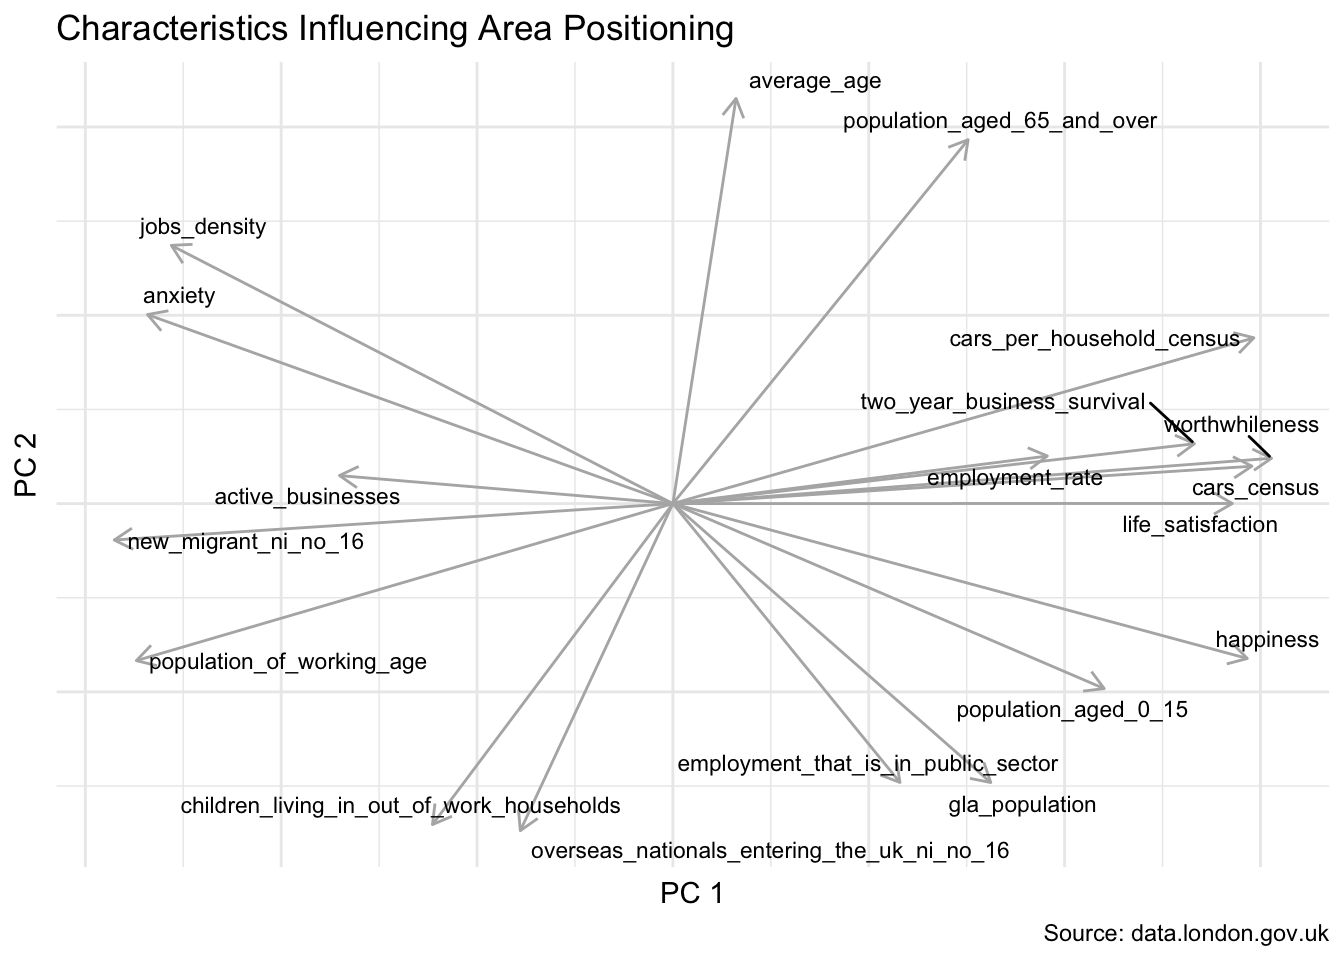 Characteristics Influencing Area Positioning
average_age
population_aged_65_and_over
jobs_density
anxiety
cars_per_household_census
two_year_business_survival
worthwhileness
employment_rate
cars_census
active_businesses
life_satisfaction
new_migrant_ni_no_16
happiness
population_of_working_age
population_aged_0_15
employment_that_is_in_public_sector
children_living_in_out_of_work_households
gla_population
overseas_nationals_entering_the_uk_ni_no_16
PC 2
PC 1
Source: data.london.gov.uk